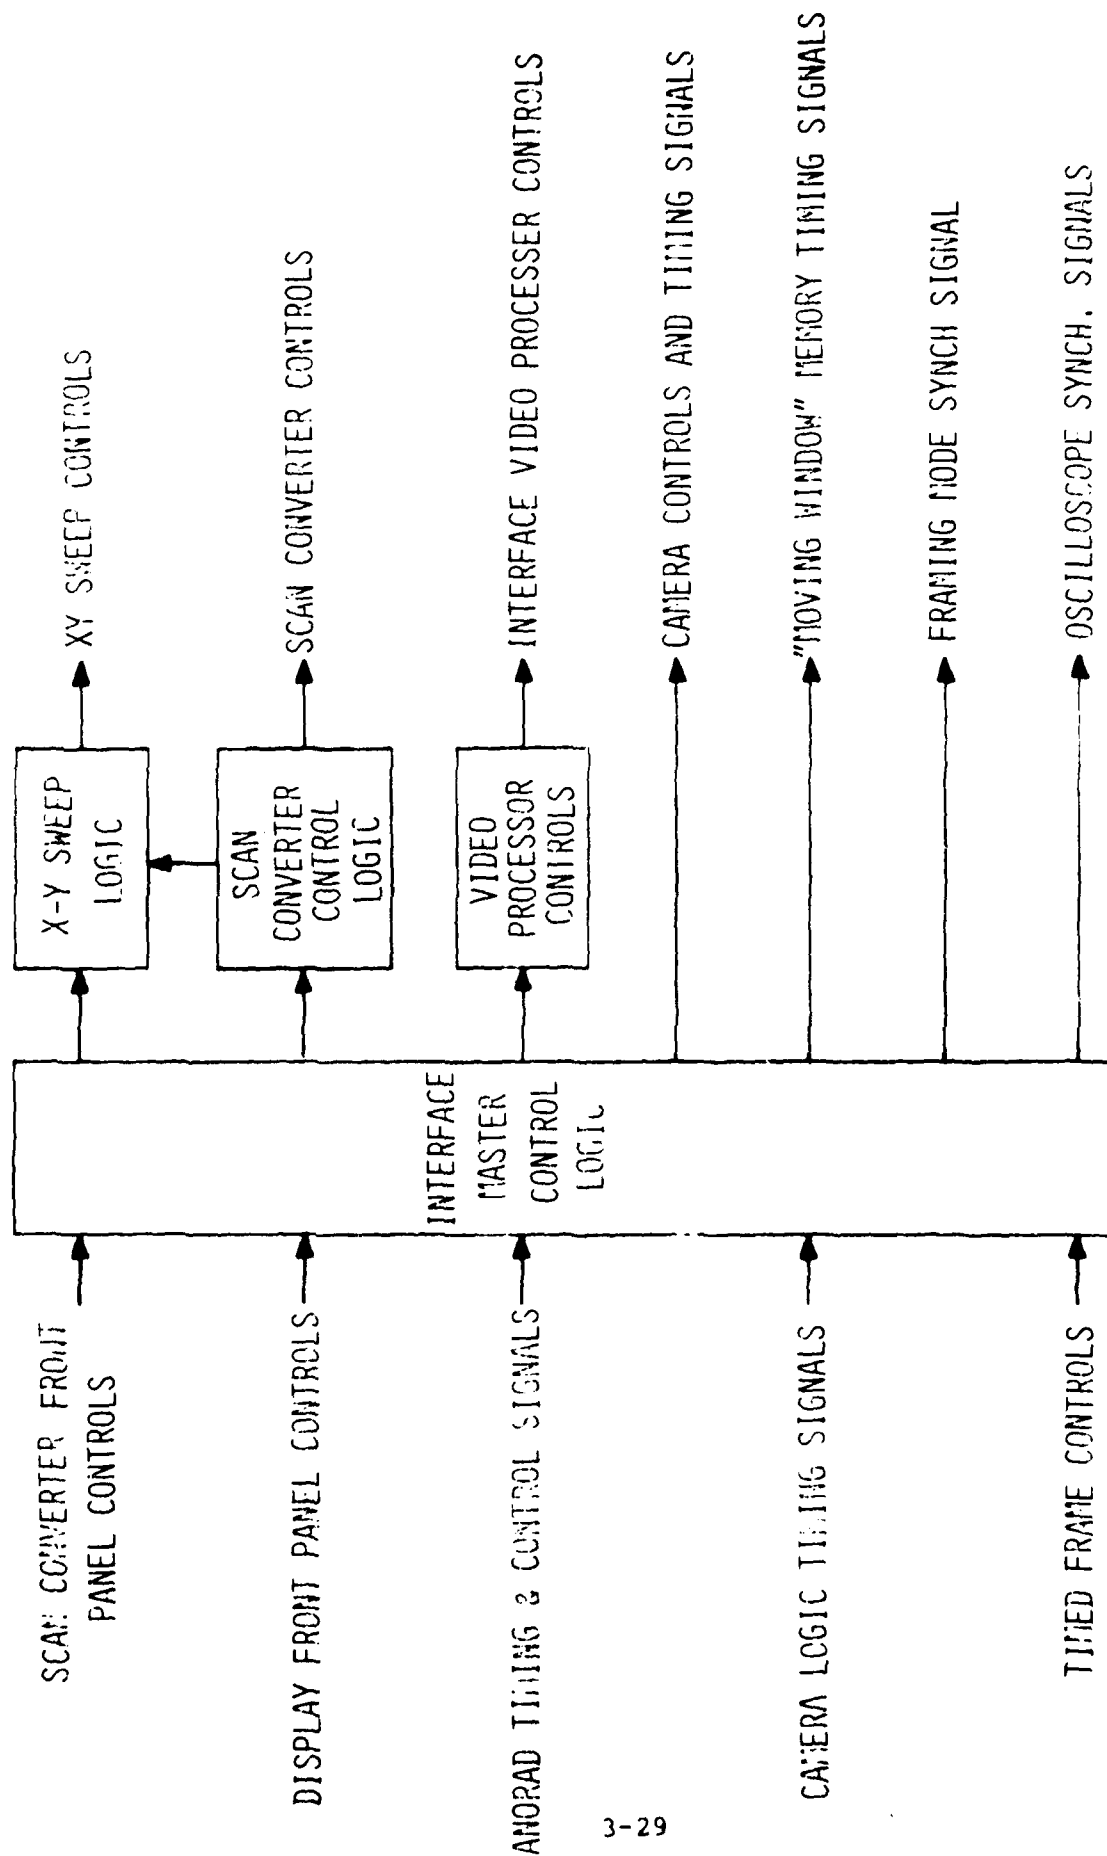 SCAN CONVERTER FRONT
PANEL CONTROLS
DISPLAY FRONT PANEL CONTROLS
ANORAD TIMING & CONTROL SIGNALS
CAMERA LOGIC TIMING SIGNALS
TIMED FRAME CONTROLS
INTERFACE
MASTER
CONTROL
LOGIC
X-Y SWEEP
LOGIC
SCAN
CONVERTER
CONTROL
LOGIC
VIDEO
PROCESSOR
CONTROLS
XY SWEEP CONTROLS
SCAN CONVERTER CONTROLS
INTERFACE VIDEO PROCESSER CONTROLS
CAMERA CONTROLS AND TIMING SIGNALS
"MOVING WINDOW" MEMORY TIMING SIGNALS
FRAMING MODE SYNCH SIGNAL
OSCILLOSCOPE SYNCH. SIGNALS
3-29